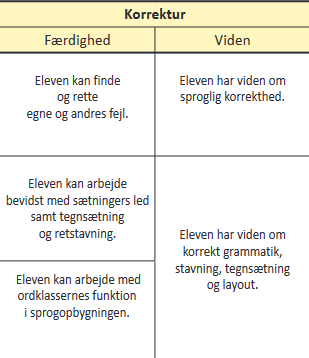 Korrektur
Færdighed
Viden
Eleven kan finde
og rette
egne og andres fejl.
Eleven har viden om
sproglig korrekthed.
Eleven kan arbejde
bevidst med sætningers led
samt tegnsætning
og retstavning.
Eleven har viden om
korrekt grammatik,
stavning, tegnsætning
og layout.
Eleven kan arbejde med
ordklassernes funktion
i sprogopbygningen.